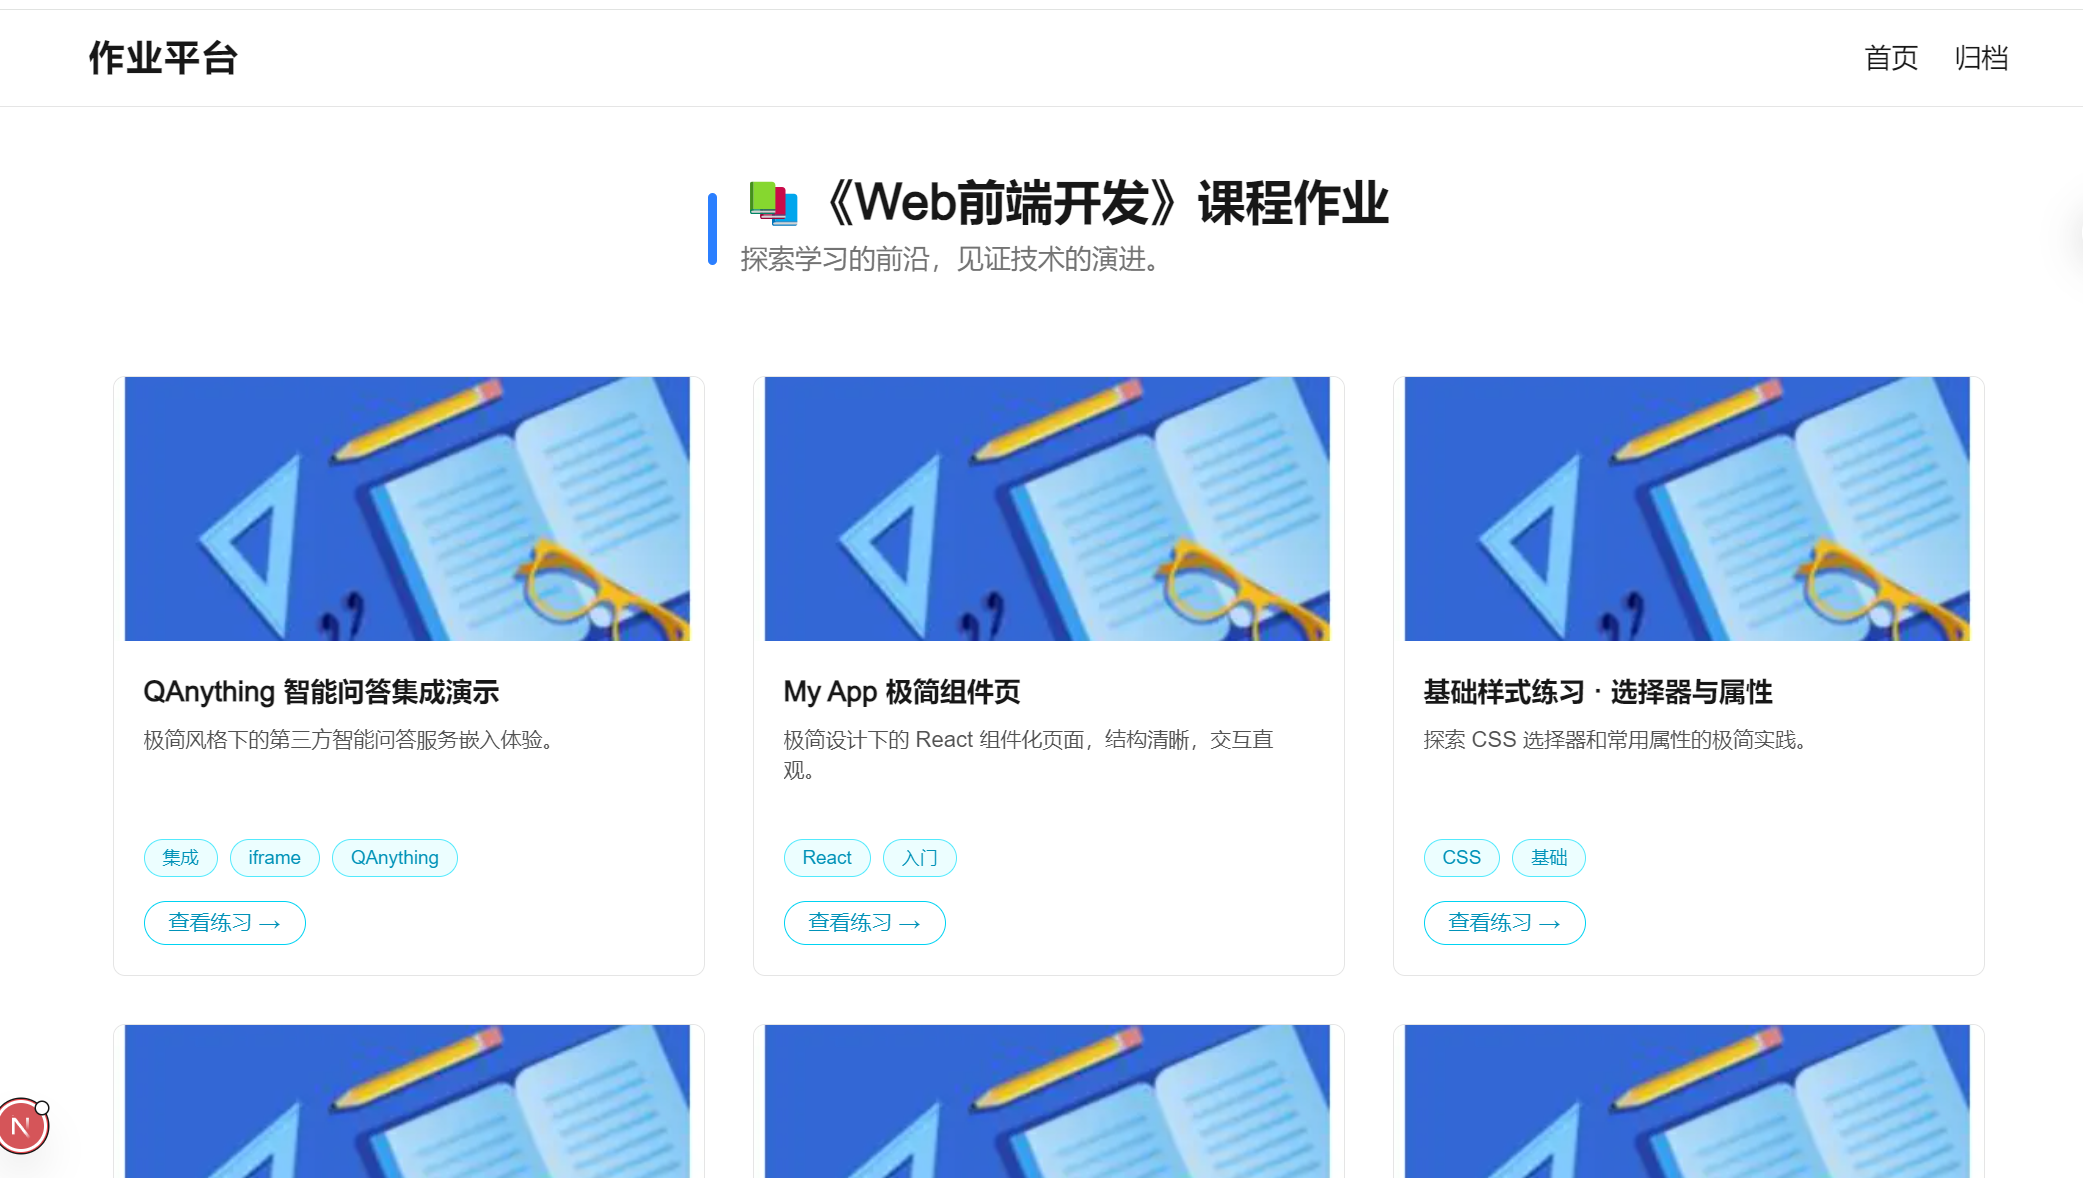 作业平台
首页 归档
《Web前端开发》课程作业
探索学习的前沿，见证技术的演进。
QAnything 智能问答集成演示
极简风格下的第三方智能问答服务嵌入体验。
集成 iframe QAnything
查看练习 →
My App 极简组件页
极简设计下的 React 组件化页面，结构清晰，交互直
观。
React 入门
查看练习 →
基础样式练习 · 选择器与属性
探索 CSS 选择器和常用属性的极简实践。
CSS 基础
查看练习 →
N